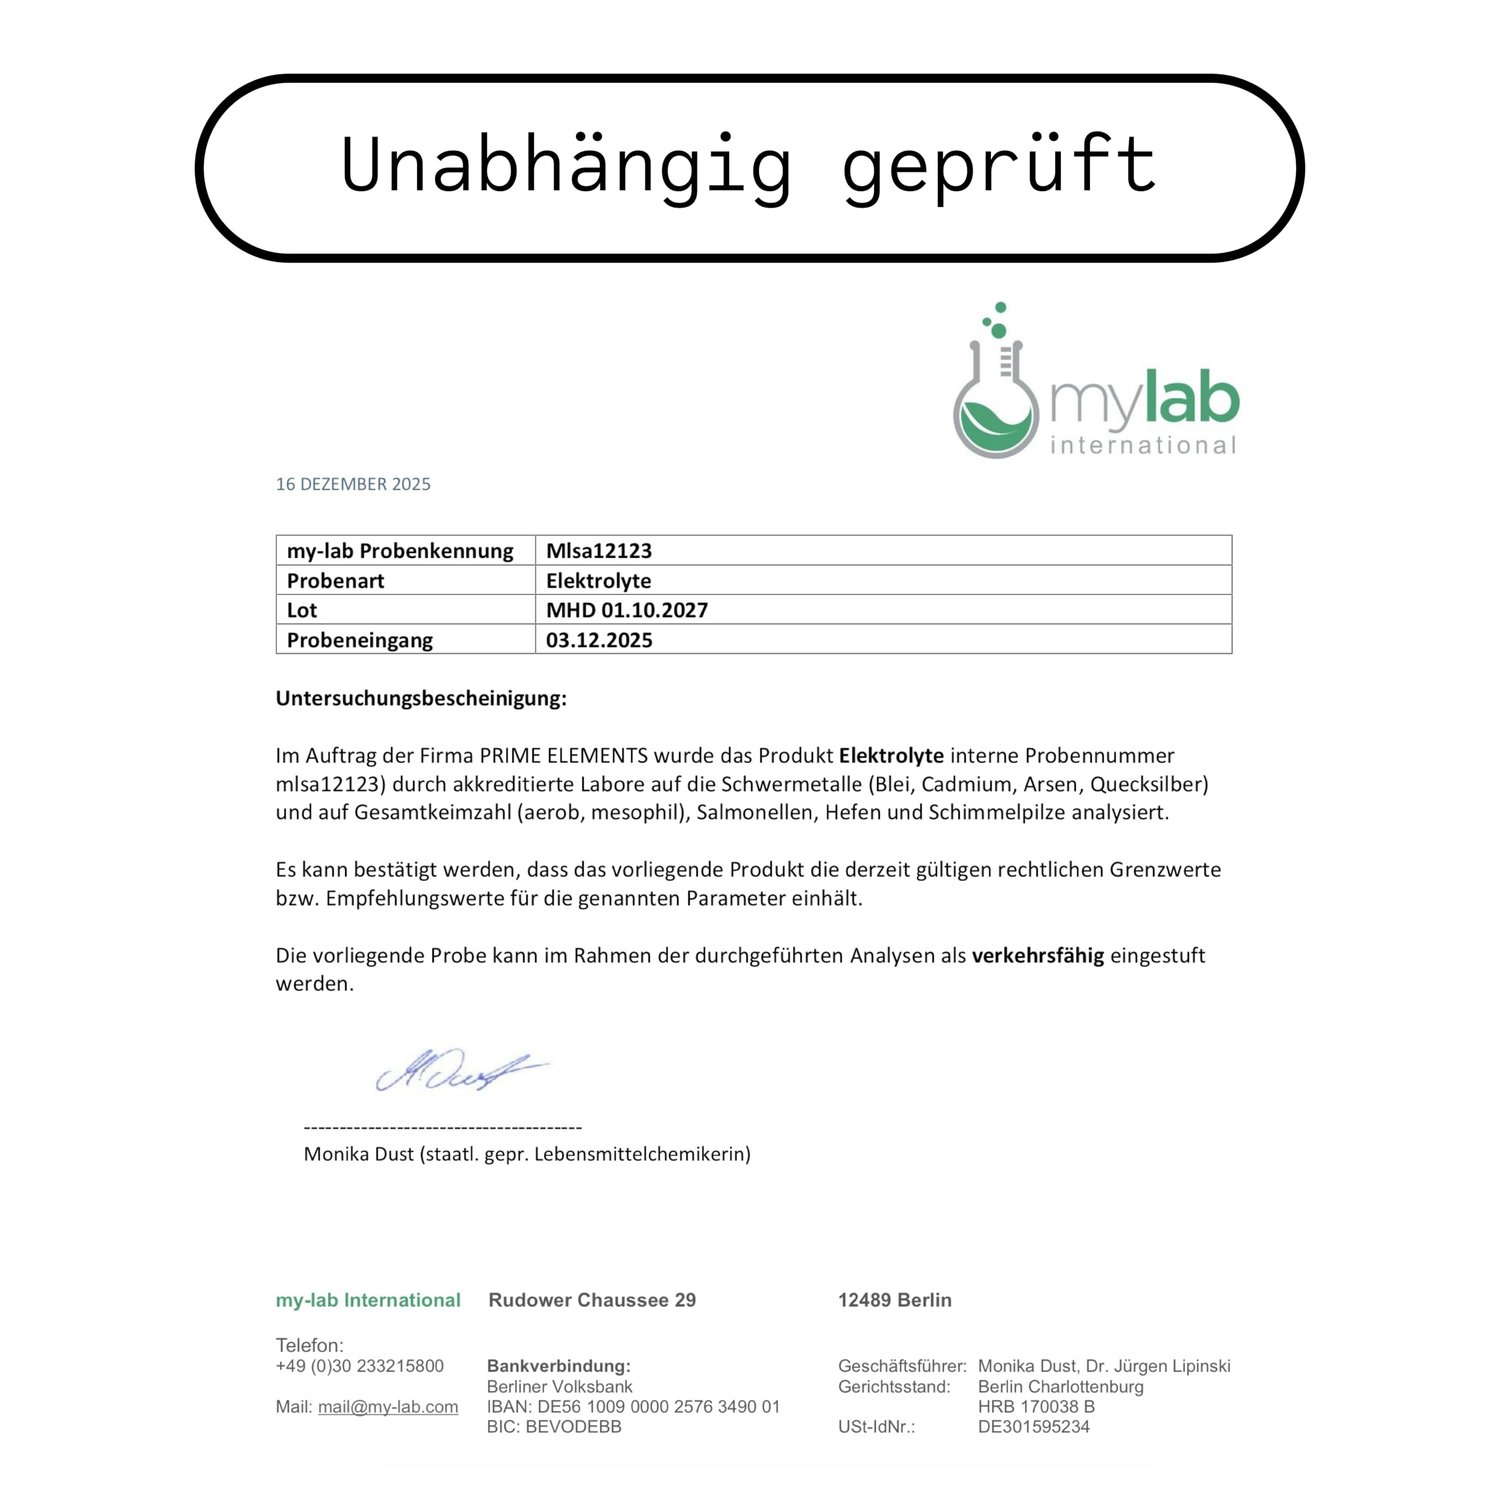 Unabhängig geprüft
mylab
international
16 DEZEMBER 2025
my-lab Probenkennung Mlsa12123
Probenart Elektrolyte
Lot MHD 01.10.2027
Probeneingang 03.12.2025
Untersuchungsbescheinigung:
Im Auftrag der Firma PRIME ELEMENTS wurde das Produkt Elektrolyte interne Probennummer
mlsa12123) durch akkreditierte Labore auf die Schwermetalle (Blei, Cadmium, Arsen, Quecksilber)
und auf Gesamtkeimzahl (aerob, mesophil), Salmonellen, Hefen und Schimmelpilze analysiert.
Es kann bestätigt werden, dass das vorliegende Produkt die derzeit gültigen rechtlichen Grenzwerte
bzw. Empfehlungswerte für die genannten Parameter einhält.
Die vorliegende Probe kann im Rahmen der durchgeführten Analysen als verkehrsfähig eingestuft
werden.
M. Dust
--------------------------------------
Monika Dust (staatl. gepr. Lebensmittelchemikerin)
my-lab International Rudower Chaussee 29 12489 Berlin
Telefon:
+49 (0)30 233215800 Bankverbindung: Geschäftsführer: Monika Dust, Dr. Jürgen Lipinski
Berliner Volksbank Gerichtsstand: Berlin Charlottenburg
Mail: mail@my-lab.com IBAN: DE56 1009 0000 2576 3490 01 HRB 170038 B
BIC: BEVODEBB USt-IdNr.: DE301595234